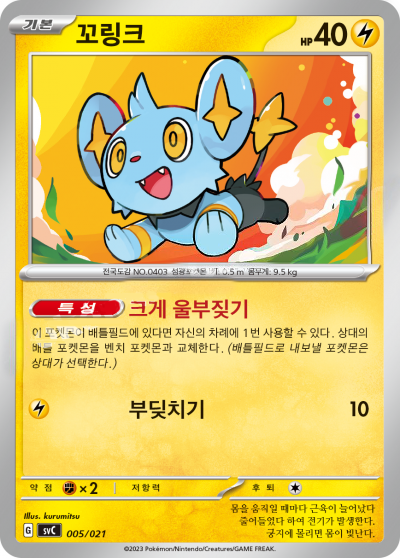 기본 꼬링크 HP 40
전국도감 NO.0403 섬광포켓몬 키: 0.5 m 몸무게: 9.5 kg
특성 크게 울부짖기
이 포켓몬이 배틀필드에 있다면 자신의 차례에 1번 사용할 수 있다. 상대의
배틀 포켓몬을 벤치 포켓몬과 교체한다. (배틀필드로 내보낼 포켓몬은
상대가 선택한다.)
부딪치기 10
약점 ×2 저항력 후퇴
Illus. kurumitsu
G svC 005/021
몸을 움직일 때마다 근육이 늘어났다
줄어들었다 하여 전기가 발생한다.
궁지에 몰리면 몸이 빛난다.
©2023 Pokémon/Nintendo/Creatures/GAME FREAK.